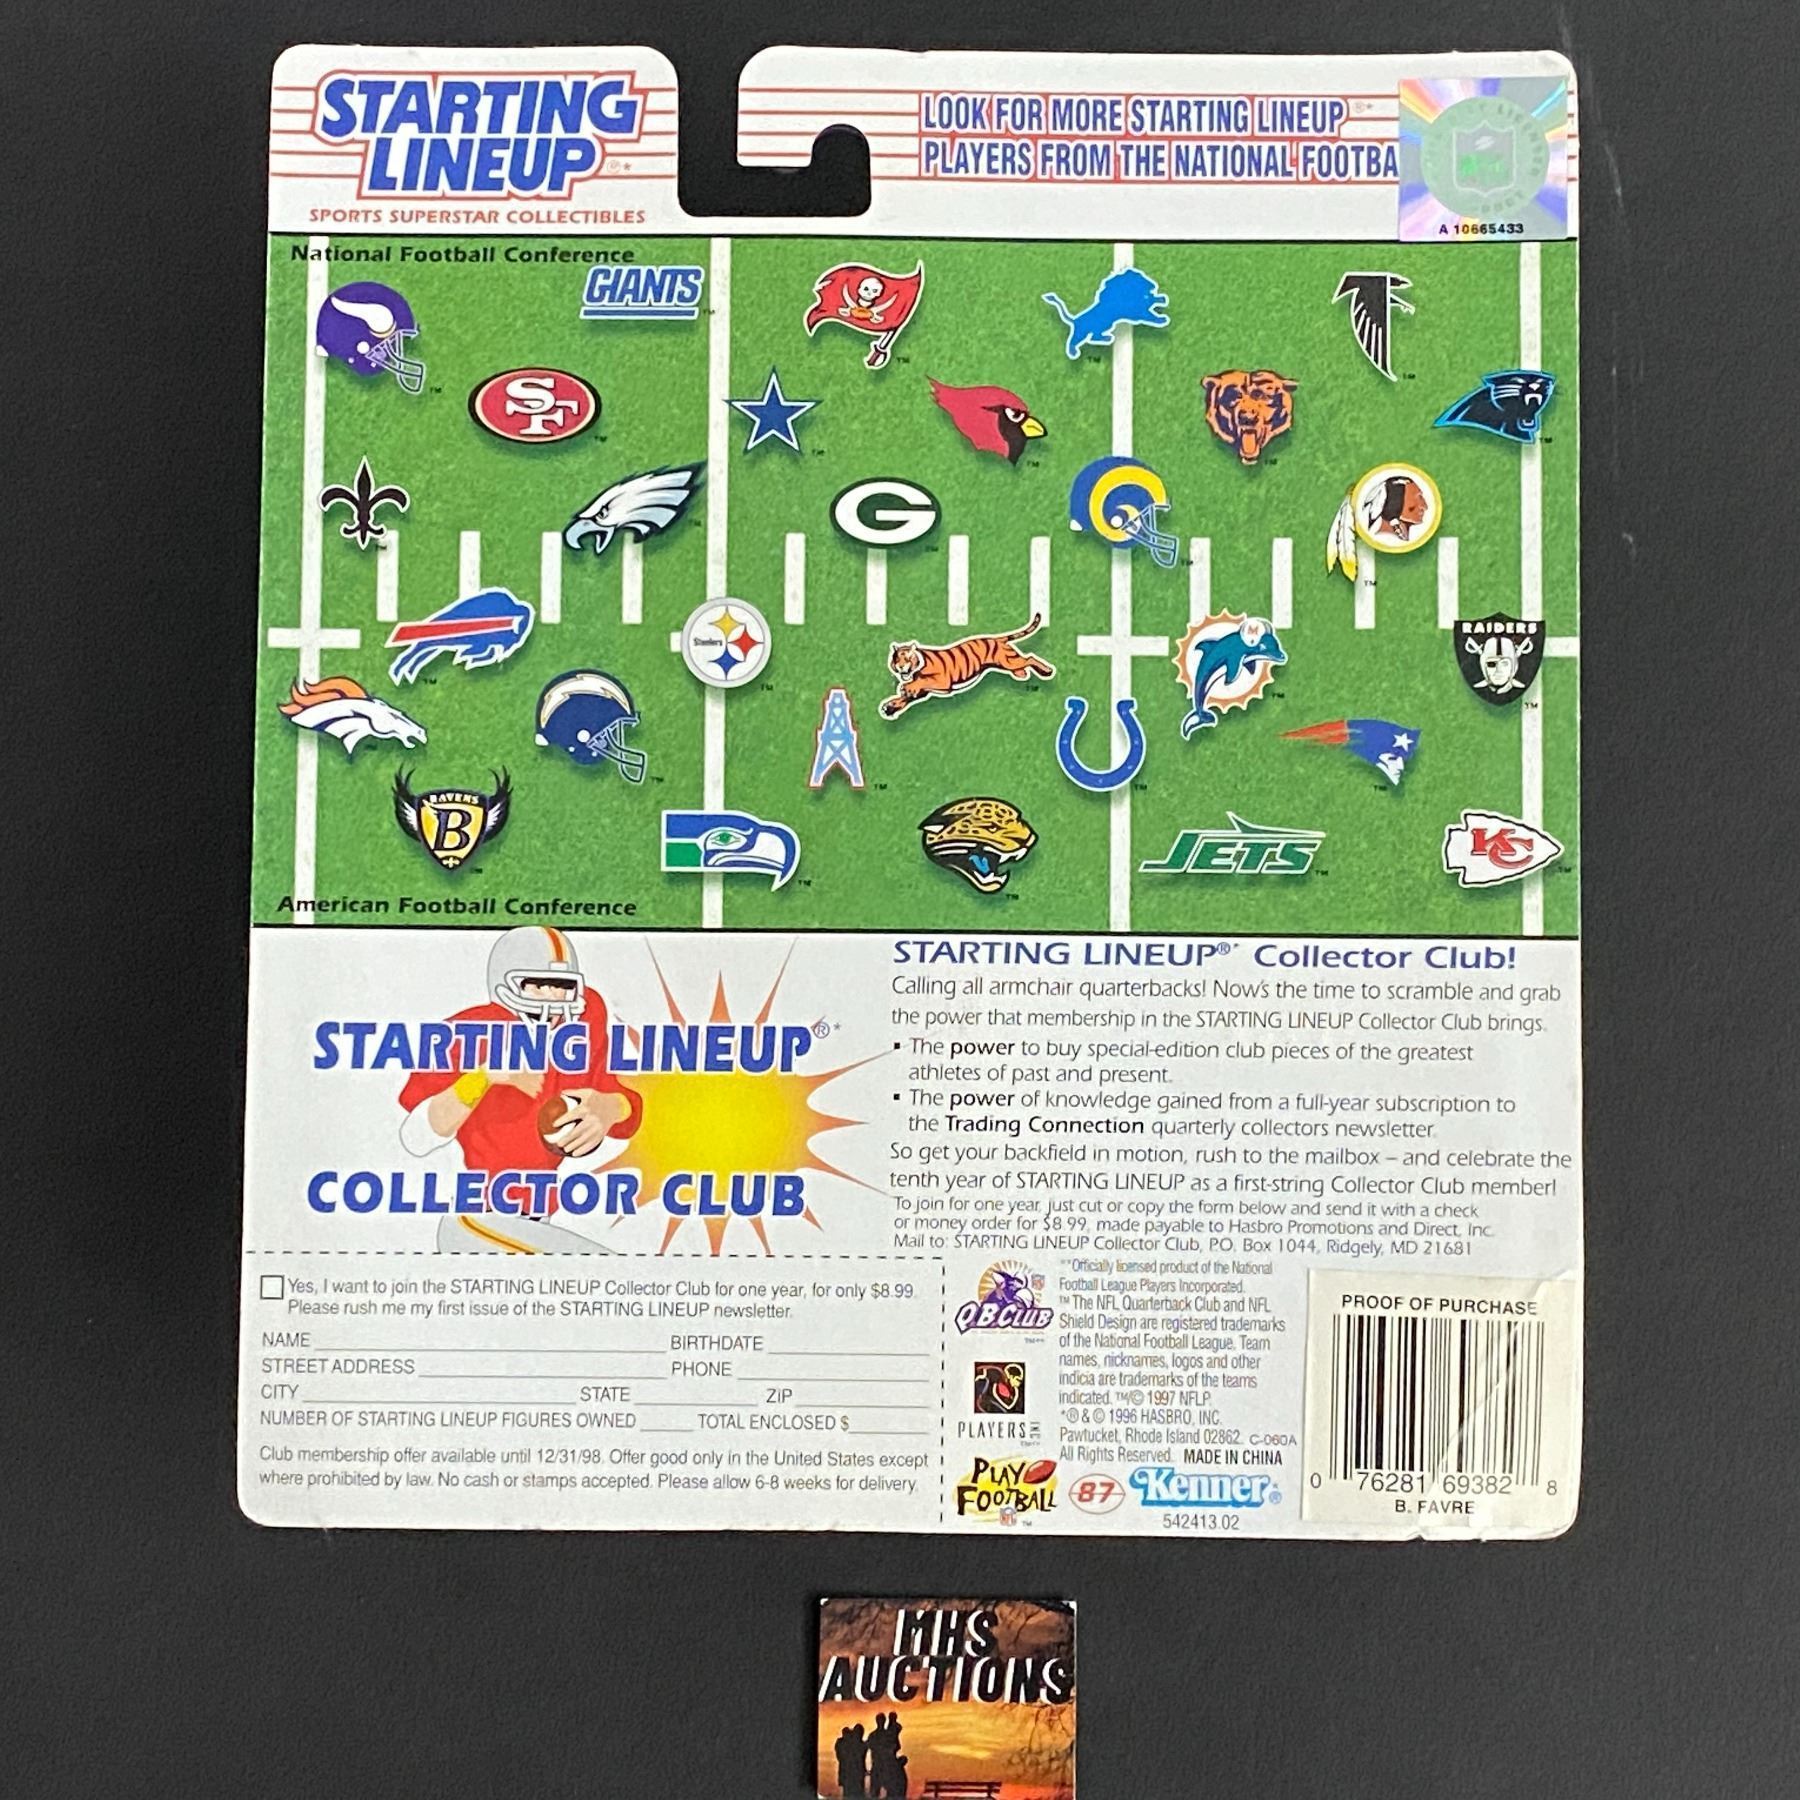 STARTING
LINEUP®*
SPORTS SUPERSTAR COLLECTIBLES
LOOK FOR MORE STARTING LINEUP®*
PLAYERS FROM THE NATIONAL FOOTBA
A 10665433
National Football Conference
GIANTS
SF
G
Steelers
M
RAIDERS
RAVENS
B
JETS
KC
American Football Conference
STARTING LINEUP®*
COLLECTOR CLUB
STARTING LINEUP®* Collector Club!
Calling all armchair quarterbacks! Now's the time to scramble and grab
the power that membership in the STARTING LINEUP Collector Club brings.
▪ The power to buy special-edition club pieces of the greatest
athletes of past and present.
▪ The power of knowledge gained from a full-year subscription to
the Trading Connection quarterly collectors newsletter.
So get your backfield in motion, rush to the mailbox – and celebrate the
tenth year of STARTING LINEUP as a first-string Collector Club member!
To join for one year, just cut or copy the form below and send it with a check
or money order for $8.99, made payable to Hasbro Promotions and Direct, Inc.
Mail to: STARTING LINEUP Collector Club, P.O. Box 1044, Ridgely, MD 21681
Yes, I want to join the STARTING LINEUP Collector Club for one year, for only $8.99.
Please rush me my first issue of the STARTING LINEUP newsletter.
NAME BIRTHDATE
STREET ADDRESS PHONE
CITY STATE ZIP
NUMBER OF STARTING LINEUP FIGURES OWNED TOTAL ENCLOSED $
Club membership offer available until 12/31/98. Offer good only in the United States except
where prohibited by law. No cash or stamps accepted. Please allow 6-8 weeks for delivery.
QB CLUB
PLAYERS INC
PLAY
FOOTBALL
NFL
**Officially licensed product of the National
Football League Players Incorporated.
™ The NFL Quarterback Club and NFL
Shield Design are registered trademarks
of the National Football League. Team
names, nicknames, logos and other
indicia are trademarks of the teams
indicated. ™/© 1997 NFLP.
*® & © 1996 HASBRO, INC.
Pawtucket, Rhode Island 02862. C-060A
All Rights Reserved. MADE IN CHINA
87 Kenner®
542413.02
PROOF OF PURCHASE
0 76281 69382 8
B. FAVRE
MHS
AUCTIONS